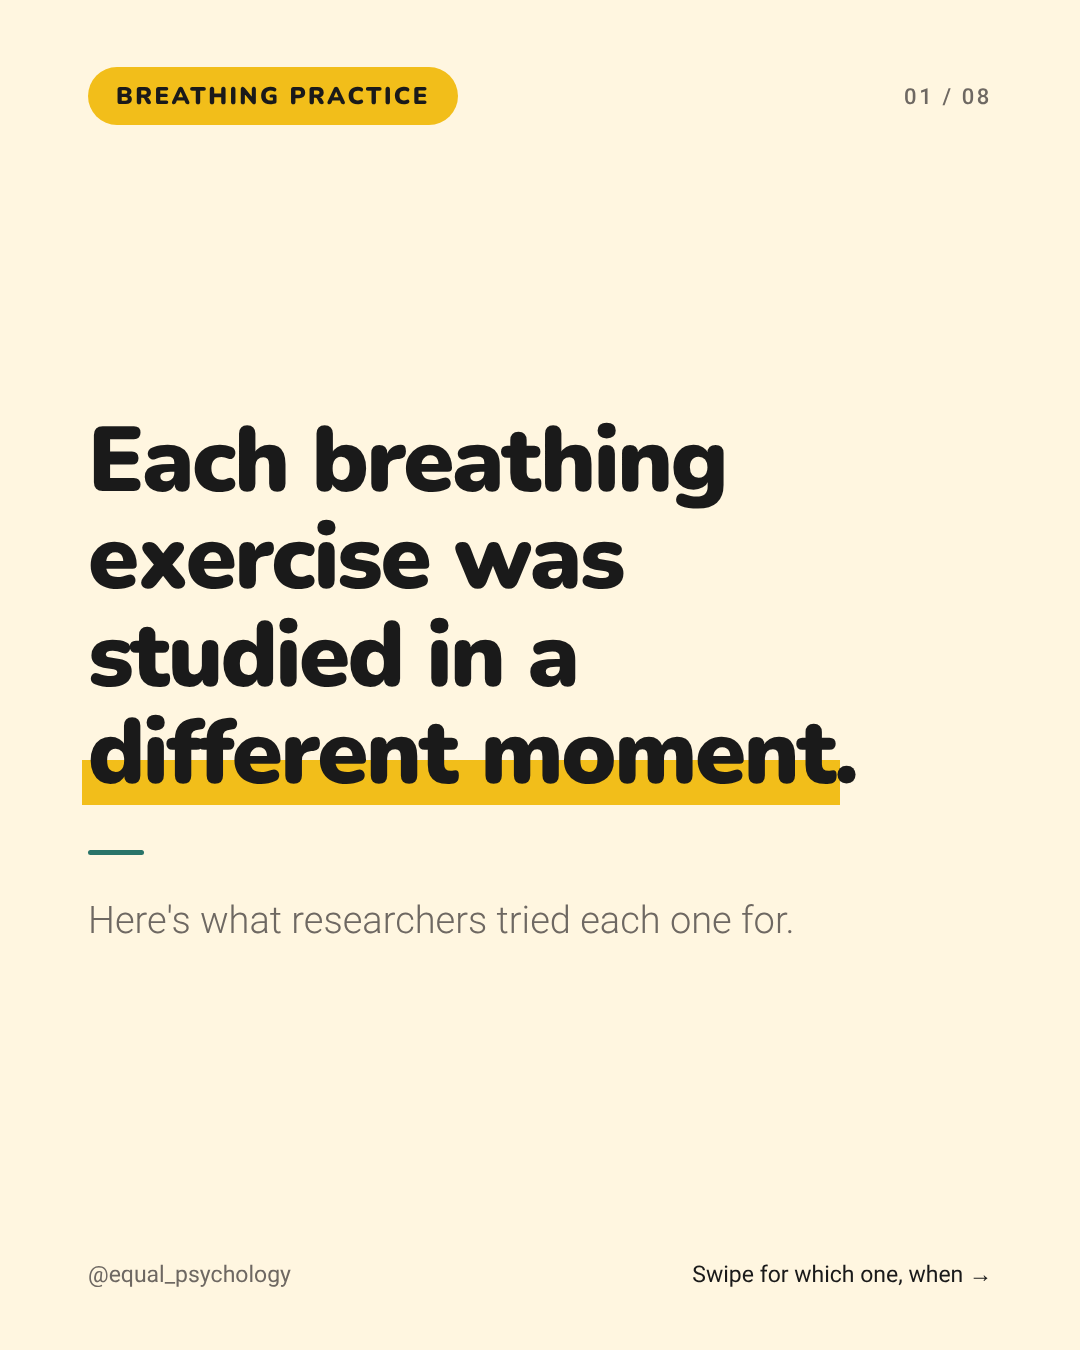 BREATHING PRACTICE
01 / 08
Each breathing
exercise was
studied in a
different moment.
Here's what researchers tried each one for.
@equal_psychology
Swipe for which one, when →